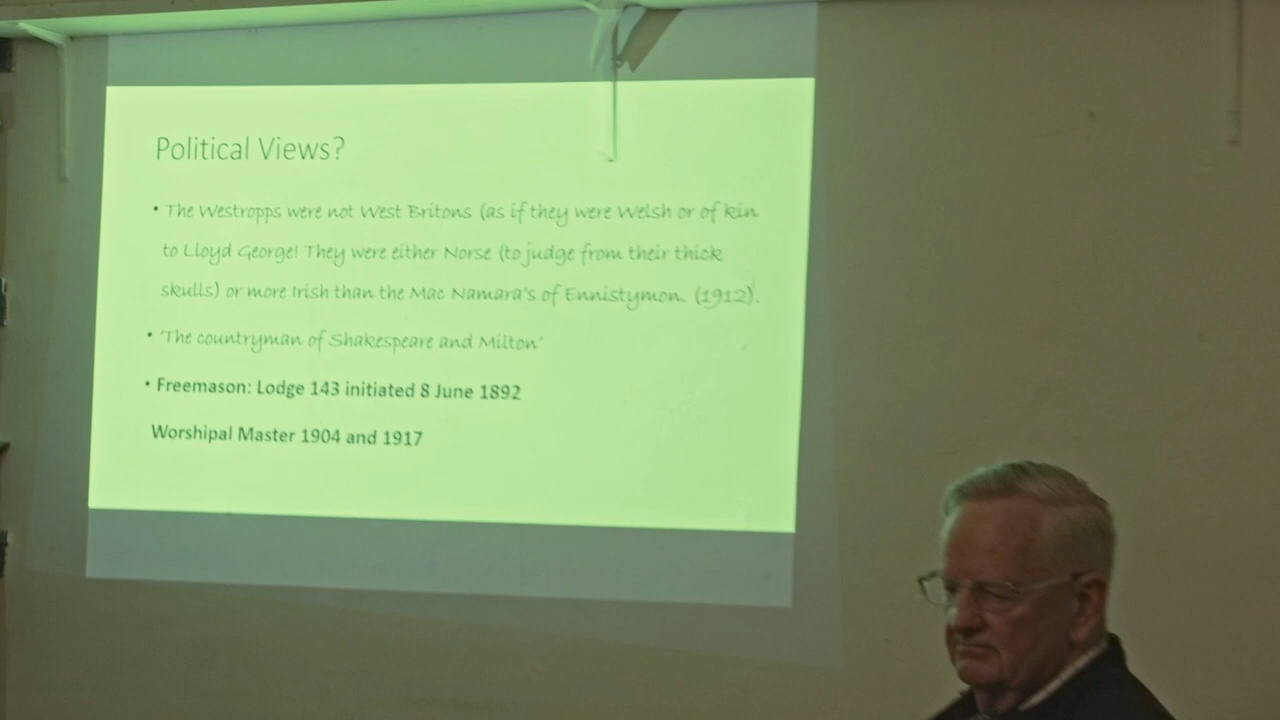 Political Views?
• The Westropps were not West Britons (as if they were Welsh or of kin
to Lloyd George! They were either Norse (to judge from their thick
skulls) or more Irish than the Mac Namara's of Ennistymon. (1912).
• 'The countryman of Shakespeare and Milton'
• Freemason: Lodge 143 initiated 8 June 1892
Worshipal Master 1904 and 1917